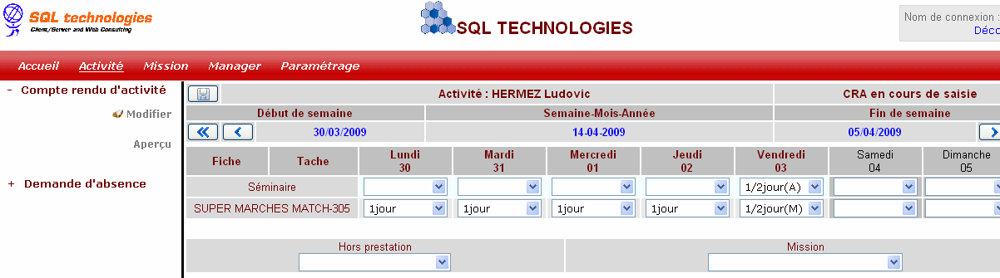 SQL technologies
Client/Server and Web Consulting
SQL TECHNOLOGIES
Nom de connexion :
Déco
Accueil Activité Mission Manager Paramétrage
- Compte rendu d'activité
Modifier
Aperçu
+ Demande d'absence
Activité : HERMEZ Ludovic CRA en cours de saisie
Début de semaine Semaine-Mois-Année Fin de semaine
30/03/2009 14-04-2009 05/04/2009
Fiche Tache Lundi 30 Mardi 31 Mercredi 01 Jeudi 02 Vendredi 03 Samedi 04 Dimanche 05
Séminaire 1/2jour(A)
SUPER MARCHES MATCH-305 1jour 1jour 1jour 1jour 1/2jour(M)
Hors prestation Mission